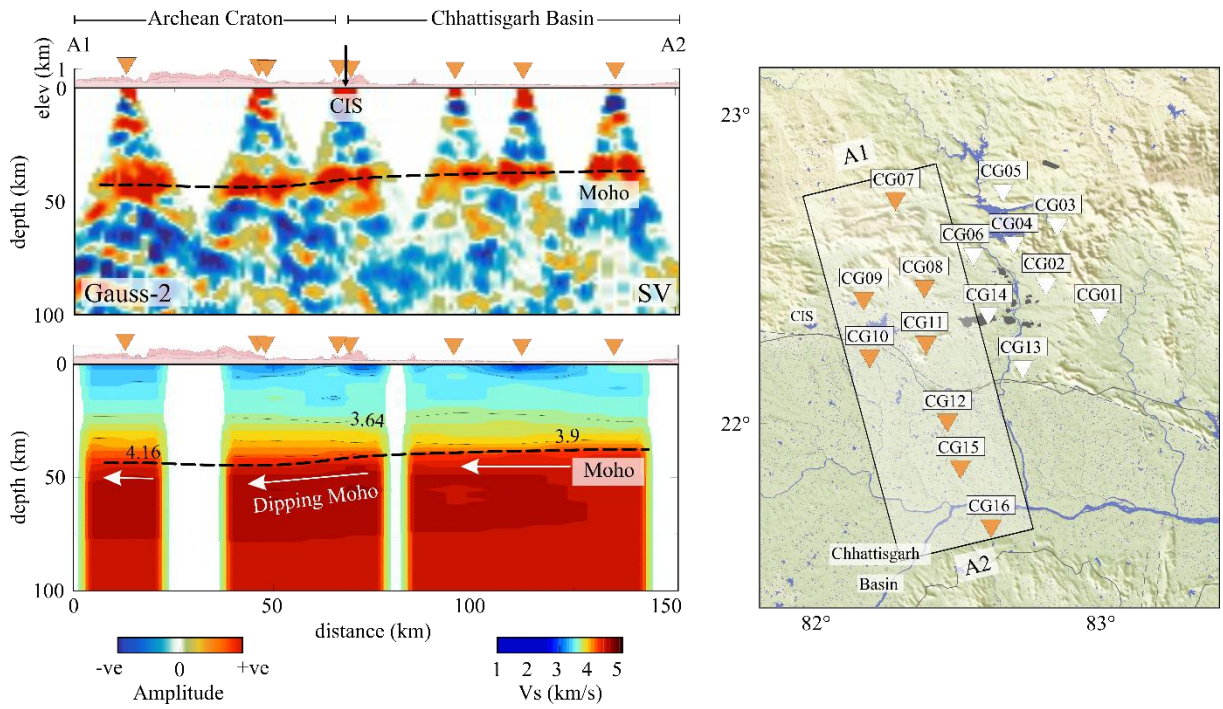 Archean Craton
Chhattisgarh Basin
A1
A2
elev (km)
1
0
CIS
depth (km)
50
Moho
Gauss-2
SV
100
0
3.64
3.9
4.16
depth (km)
50
Moho
Dipping Moho
100
0
50
100
150
distance (km)
-ve
0
+ve
Amplitude
1
2
3
4
5
Vs (km/s)
23°
A1
CG05
CG07
CG03
CG04
CG06
CG02
CG08
CG09
CG14
CG01
CIS
CG11
CG10
CG13
CG12
22°
CG15
CG16
Chhattisgarh
A2
Basin
82°
83°